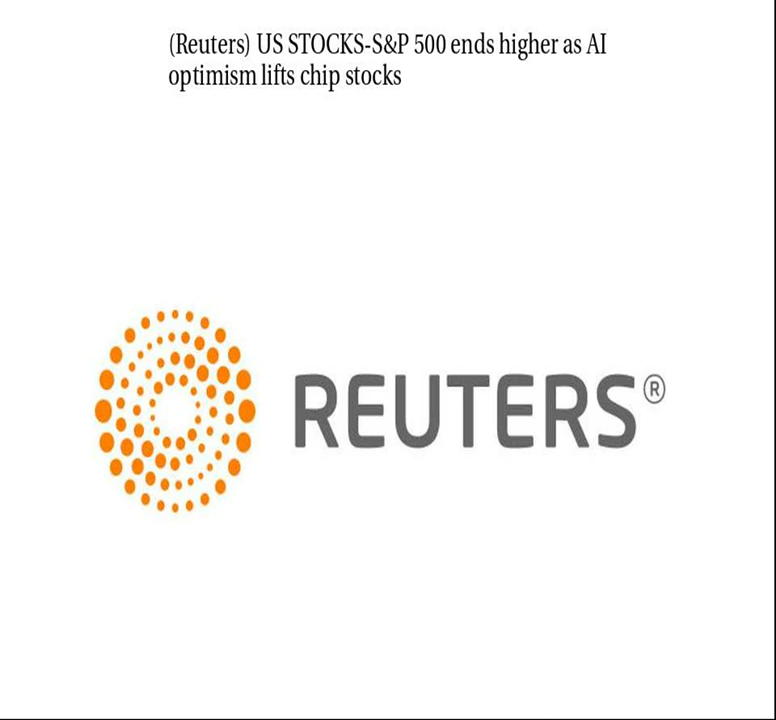 (Reuters) US STOCKS-S&P 500 ends higher as AI
optimism lifts chip stocks
REUTERS®